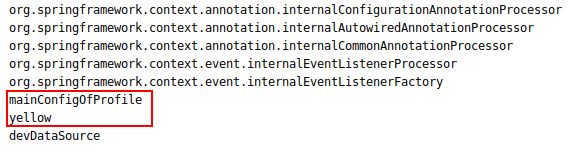 org.springframework.context.annotation.internalConfigurationAnnotationProcessor
org.springframework.context.annotation.internalAutowiredAnnotationProcessor
org.springframework.context.annotation.internalCommonAnnotationProcessor
org.springframework.context.event.internalEventListenerProcessor
org.springframework.context.event.internalEventListenerFactory
mainConfigOfProfile
yellow
devDataSource